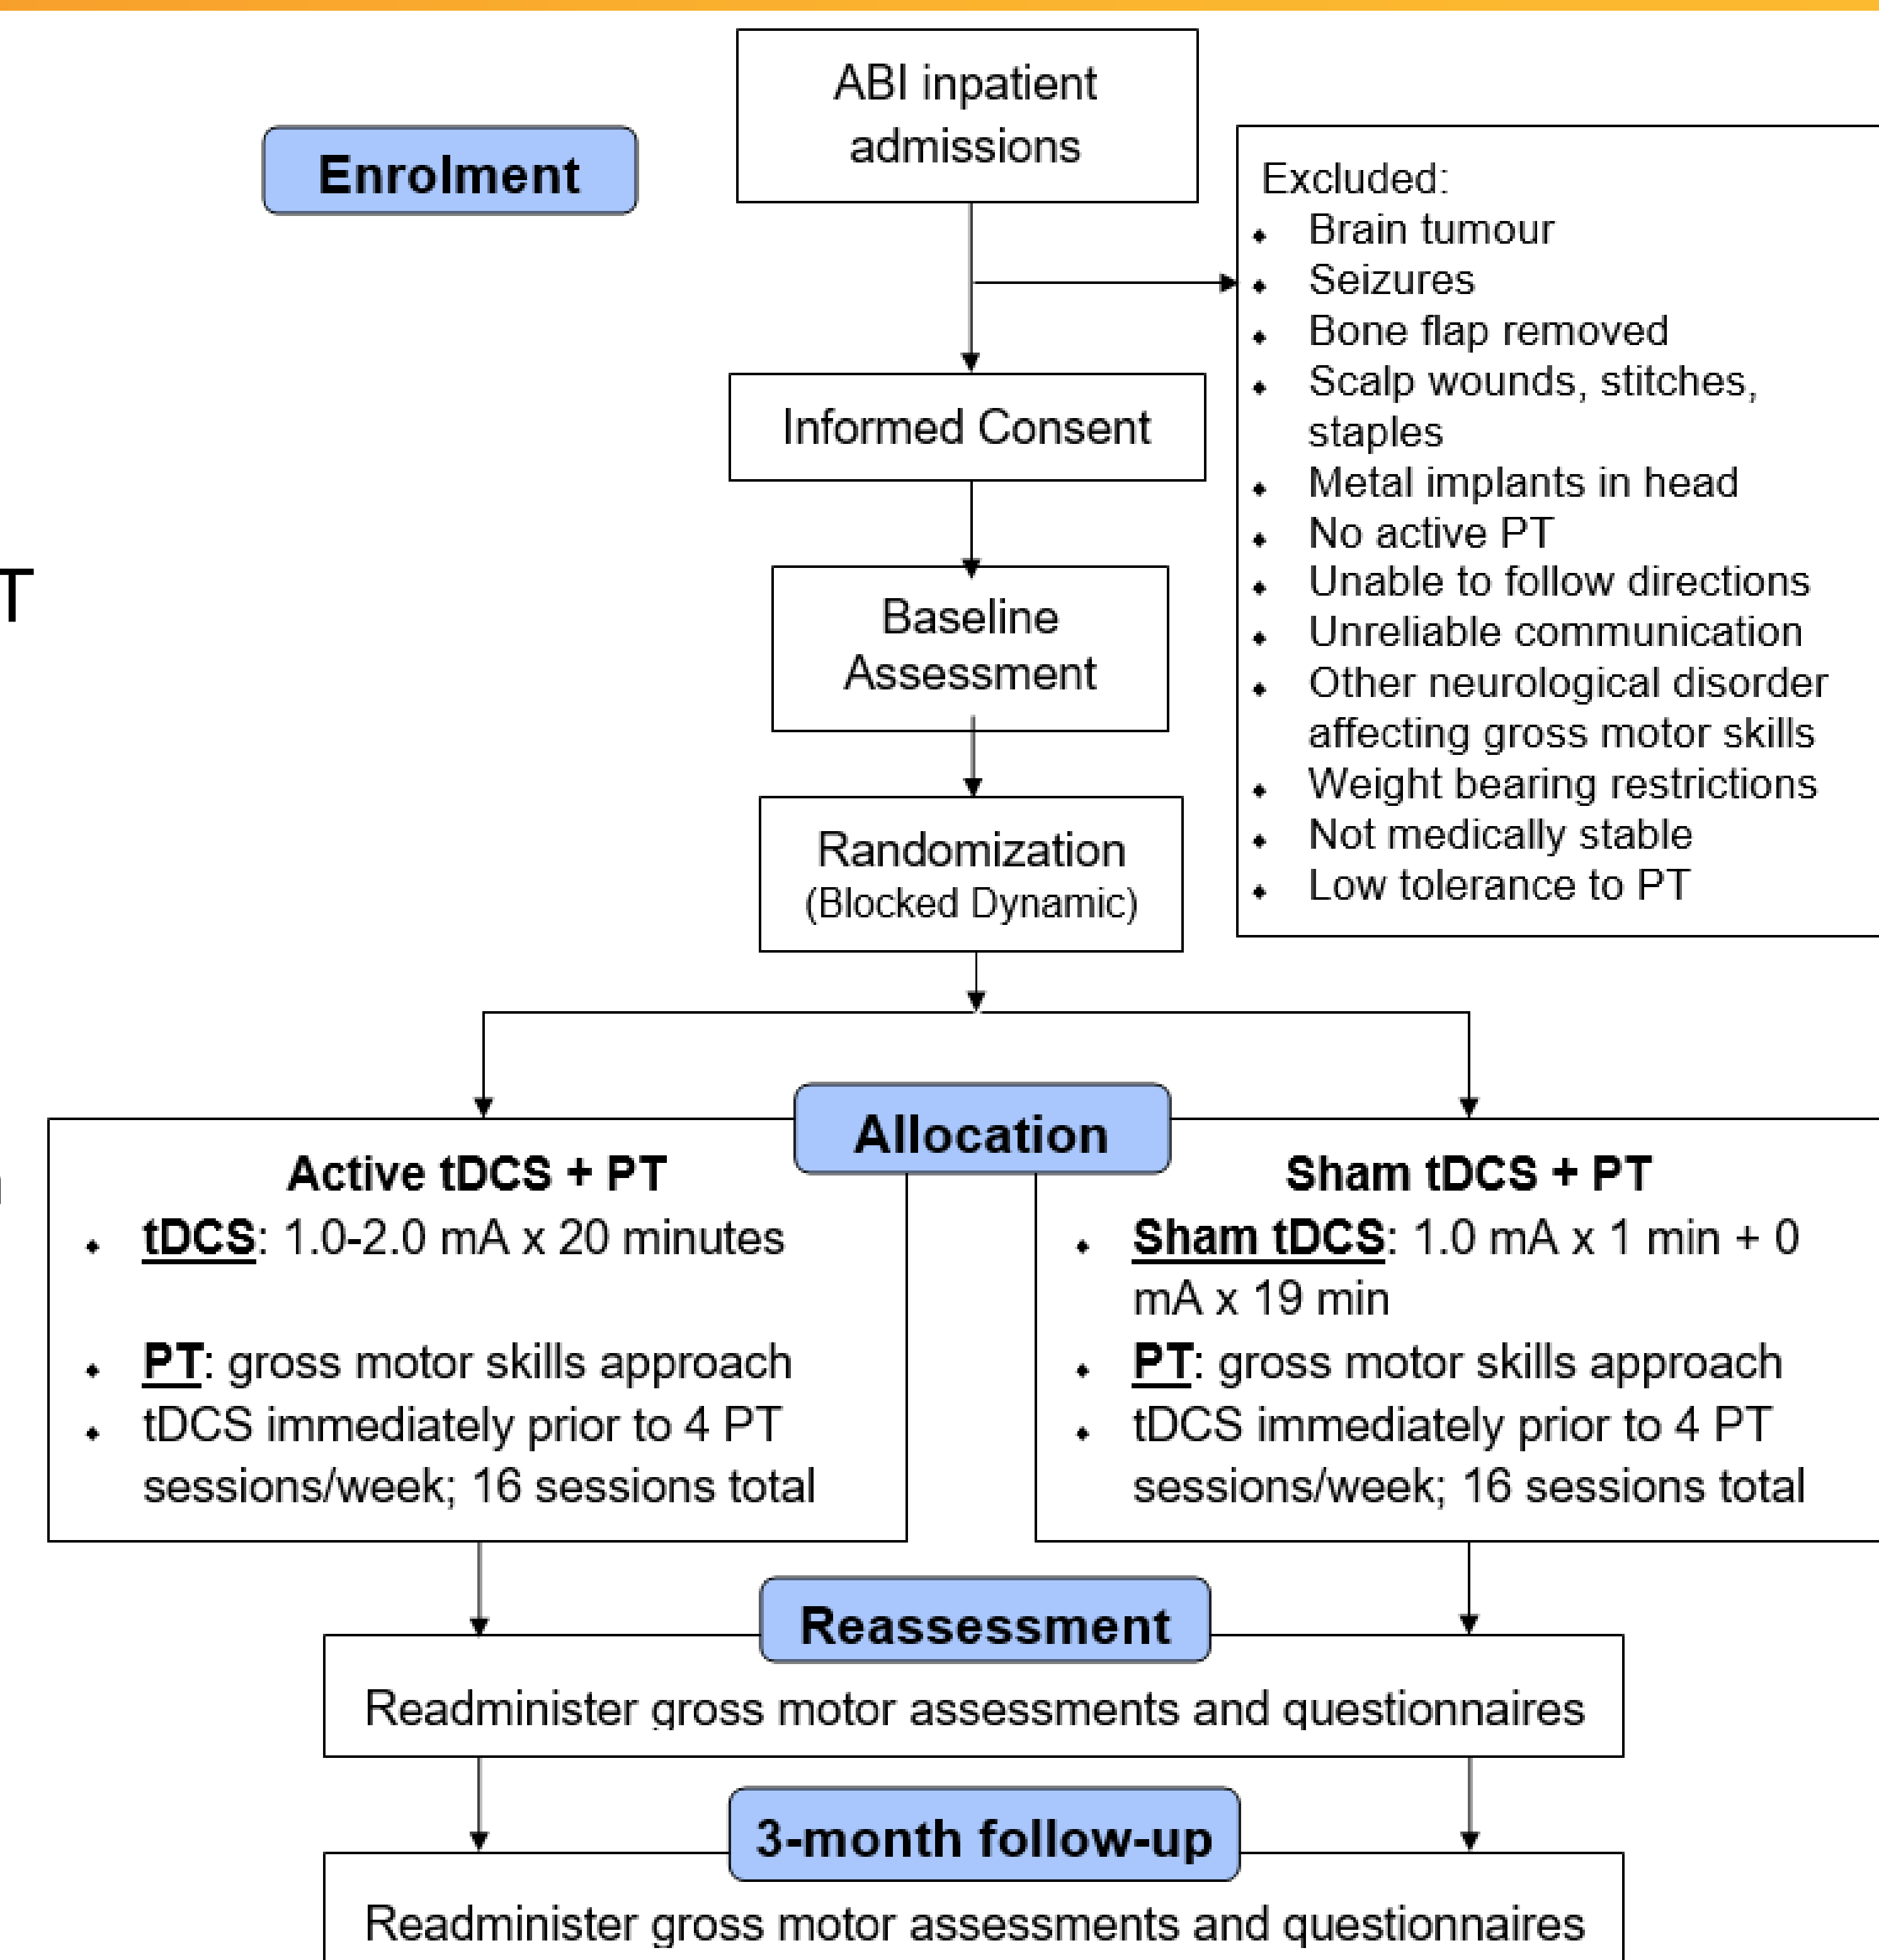 ABI inpatient
admissions
Enrolment
Excluded:
Brain tumour
Seizures
Bone flap removed
Scalp wounds, stitches,
staples
Metal implants in head
No active PT
Unable to follow directions
Unreliable communication
Other neurological disorder
affecting gross motor skills
Weight bearing restrictions
Not medically stable
Low tolerance to PT
Informed Consent
T
Baseline
Assessment
Randomization
(Blocked Dynamic)
Allocation
Active tDCS + PT
tDCS: 1.0-2.0 mA x 20 minutes
PT: gross motor skills approach
tDCS immediately prior to 4 PT
sessions/week; 16 sessions total
Sham tDCS + PT
Sham tDCS: 1.0 mA x 1 min + 0
mA x 19 min
PT: gross motor skills approach
tDCS immediately prior to 4 PT
sessions/week; 16 sessions total
Reassessment
Readminister gross motor assessments and questionnaires
3-month follow-up
Readminister gross motor assessments and questionnaires